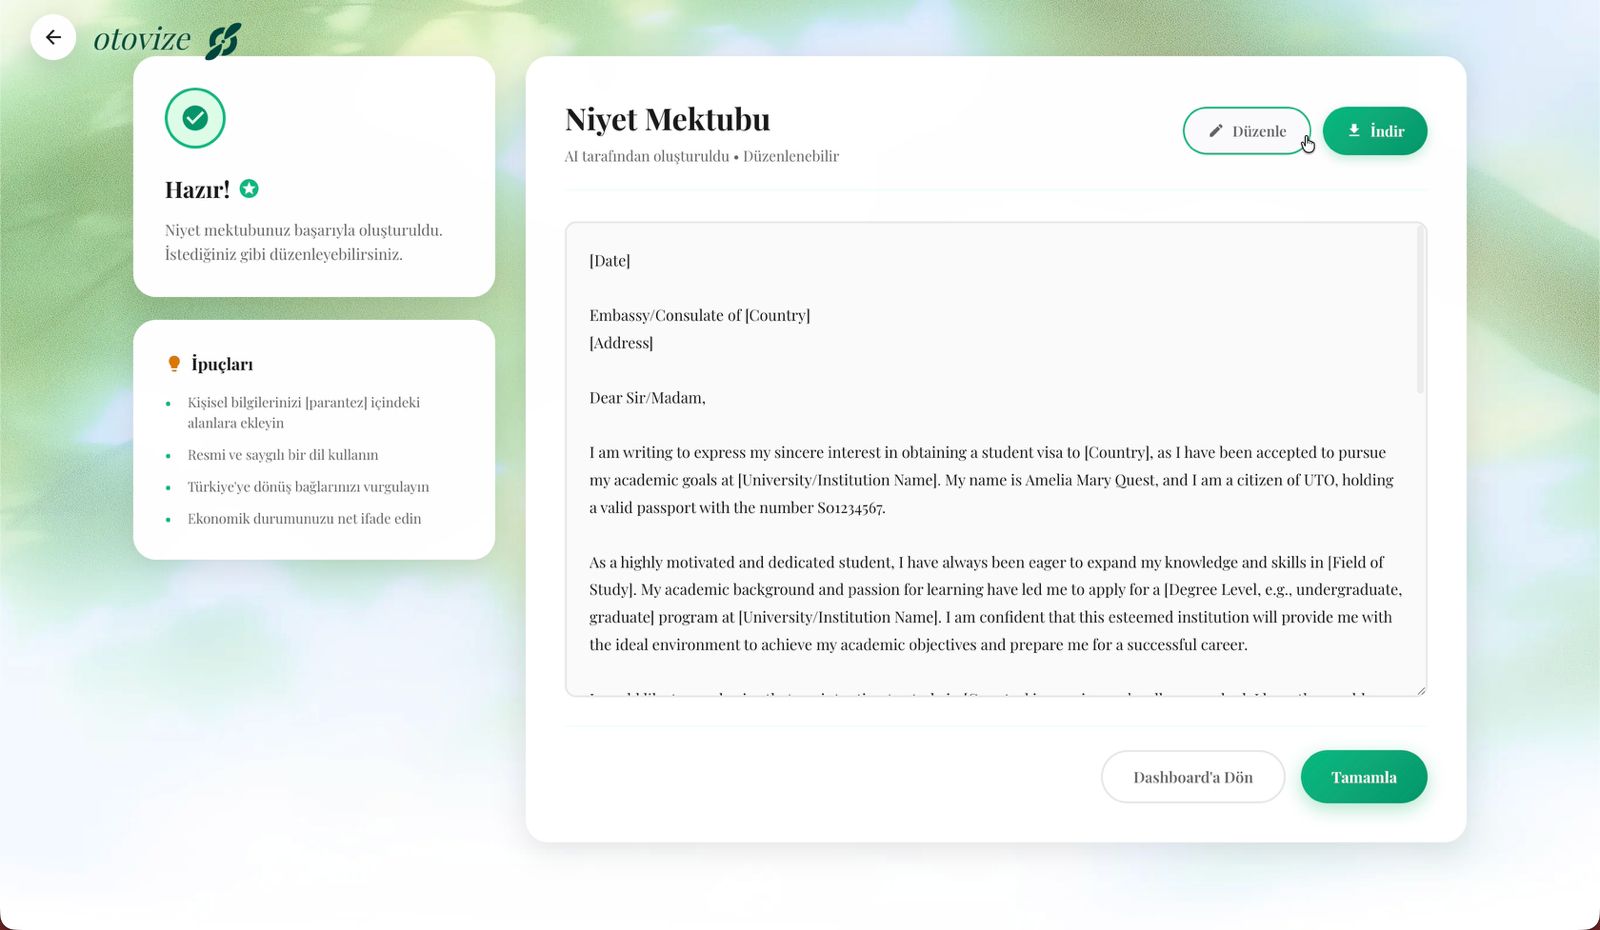 otovize
Hazır!
Niyet mektubunuz başarıyla oluşturuldu.
İstediğiniz gibi düzenleyebilirsiniz.
İpuçları
Kişisel bilgilerinizi [parantez] içindeki
alanlara ekleyin
Resmi ve saygılı bir dil kullanın
Türkiye'ye dönüş bağlarınızı vurgulayın
Ekonomik durumunuzu net ifade edin
Niyet Mektubu
AI tarafından oluşturuldu • Düzenlenebilir
Düzenle
İndir
[Date]
Embassy/Consulate of [Country]
[Address]
Dear Sir/Madam,
I am writing to express my sincere interest in obtaining a student visa to [Country], as I have been accepted to pursue
my academic goals at [University/Institution Name]. My name is Amelia Mary Quest, and I am a citizen of UTO, holding
a valid passport with the number S01234567.
As a highly motivated and dedicated student, I have always been eager to expand my knowledge and skills in [Field of
Study]. My academic background and passion for learning have led me to apply for a [Degree Level, e.g., undergraduate,
graduate] program at [University/Institution Name]. I am confident that this esteemed institution will provide me with
the ideal environment to achieve my academic objectives and prepare me for a successful career.
Dashboard'a Dön
Tamamla